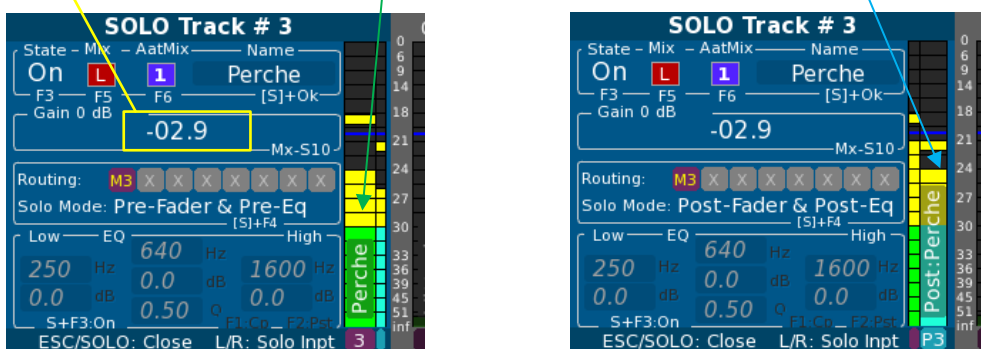 SOLO Track # 3
State – Mix – AatMix — Name
On L 1 Perche
F3 F5 F6 [S]+Ok
Gain 0 dB
-02.9
Mx-S10
Routing: M3 X X X X X X X
Solo Mode: Pre-Fader & Pre-Eq
[S]+F4
Low EQ High
250 Hz 640 Hz 1600 Hz
0.0 dB 0.0 dB 0.0 dB
0.50 Q
S+F3:On F1:Cp F2:Pst
ESC/SOLO: Close L/R: Solo Inpt 3
Perche
0
6
9
14
18
21
24
27
30
33
36
39
45
51
inf
SOLO Track # 3
State – Mix – AatMix — Name
On L 1 Perche
F3 F5 F6 [S]+Ok
Gain 0 dB
-02.9
Mx-S10
Routing: M3 X X X X X X X
Solo Mode: Post-Fader & Post-Eq
[S]+F4
Low EQ High
250 Hz 640 Hz 1600 Hz
0.0 dB 0.0 dB 0.0 dB
0.50 Q
S+F3:On F1:Cp F2:Pst
ESC/SOLO: Close L/R: Solo Inpt P3
Post:Perche
0
6
9
14
18
21
24
27
30
33
36
39
45
51
inf